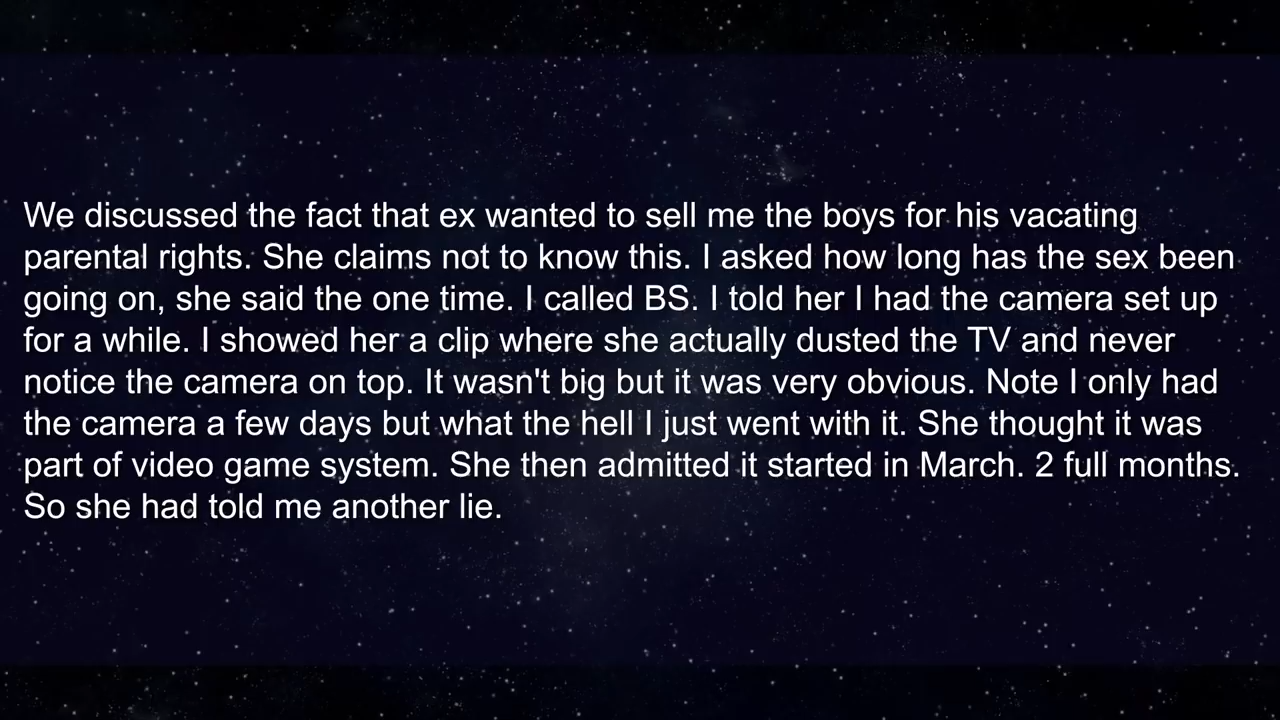 We discussed the fact that ex wanted to sell me the boys for his vacating
parental rights. She claims not to know this. I asked how long has the sex been
going on, she said the one time. I called BS. I told her I had the camera set up
for a while. I showed her a clip where she actually dusted the TV and never
notice the camera on top. It wasn't big but it was very obvious. Note I only had
the camera a few days but what the hell I just went with it. She thought it was
part of video game system. She then admitted it started in March. 2 full months.
So she had told me another lie.